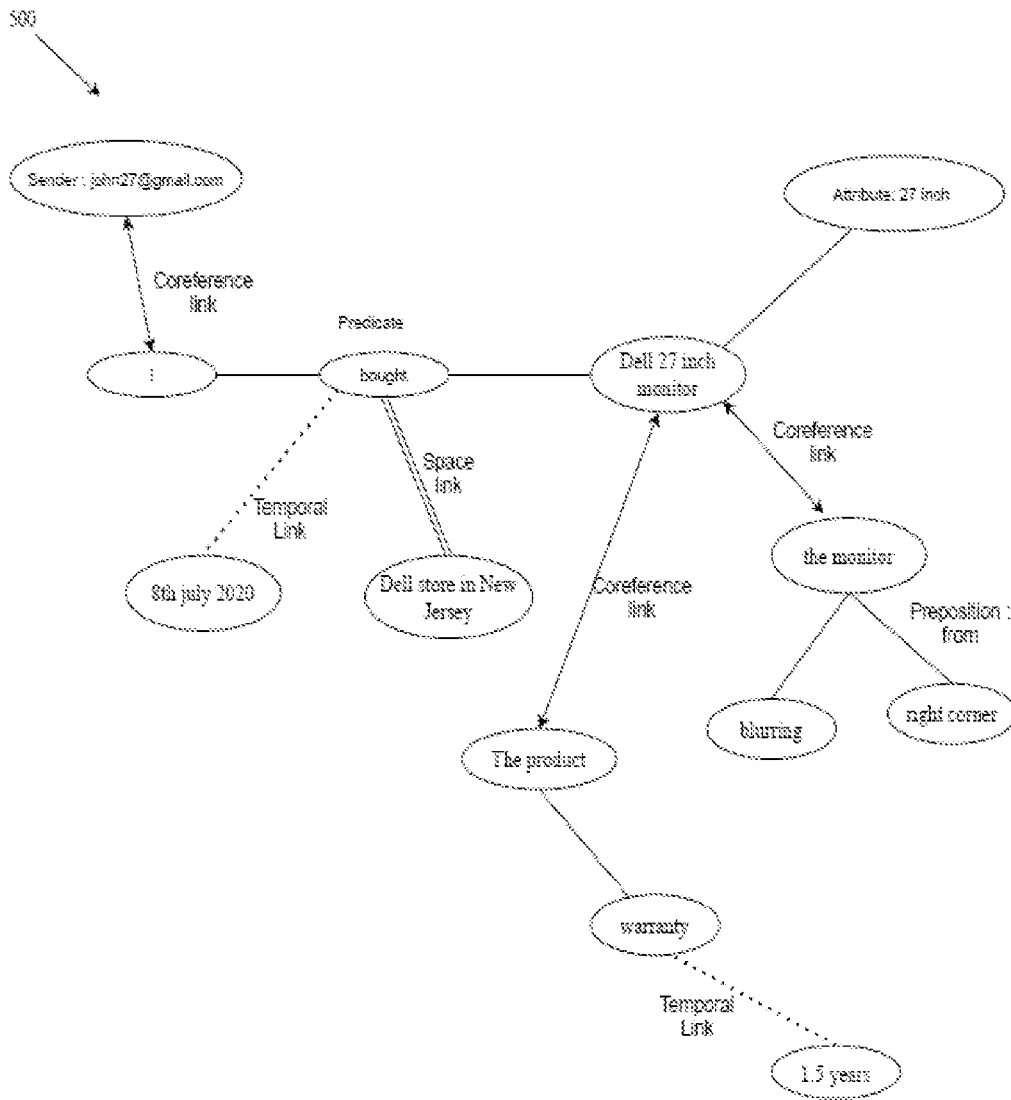 500
Sender : john27@gmail.com
Attribute: 27 inch
Coreference
link
Predicate
bought
Dell 27 inch
monitor
Coreference
link
Space
link
Temporal
Link
8th july 2020
Dell store in New
Jersey
the monitor
Coreference
link
Preposition :
from
blurring
right corner
The product
warranty
Temporal
Link
1.5 years